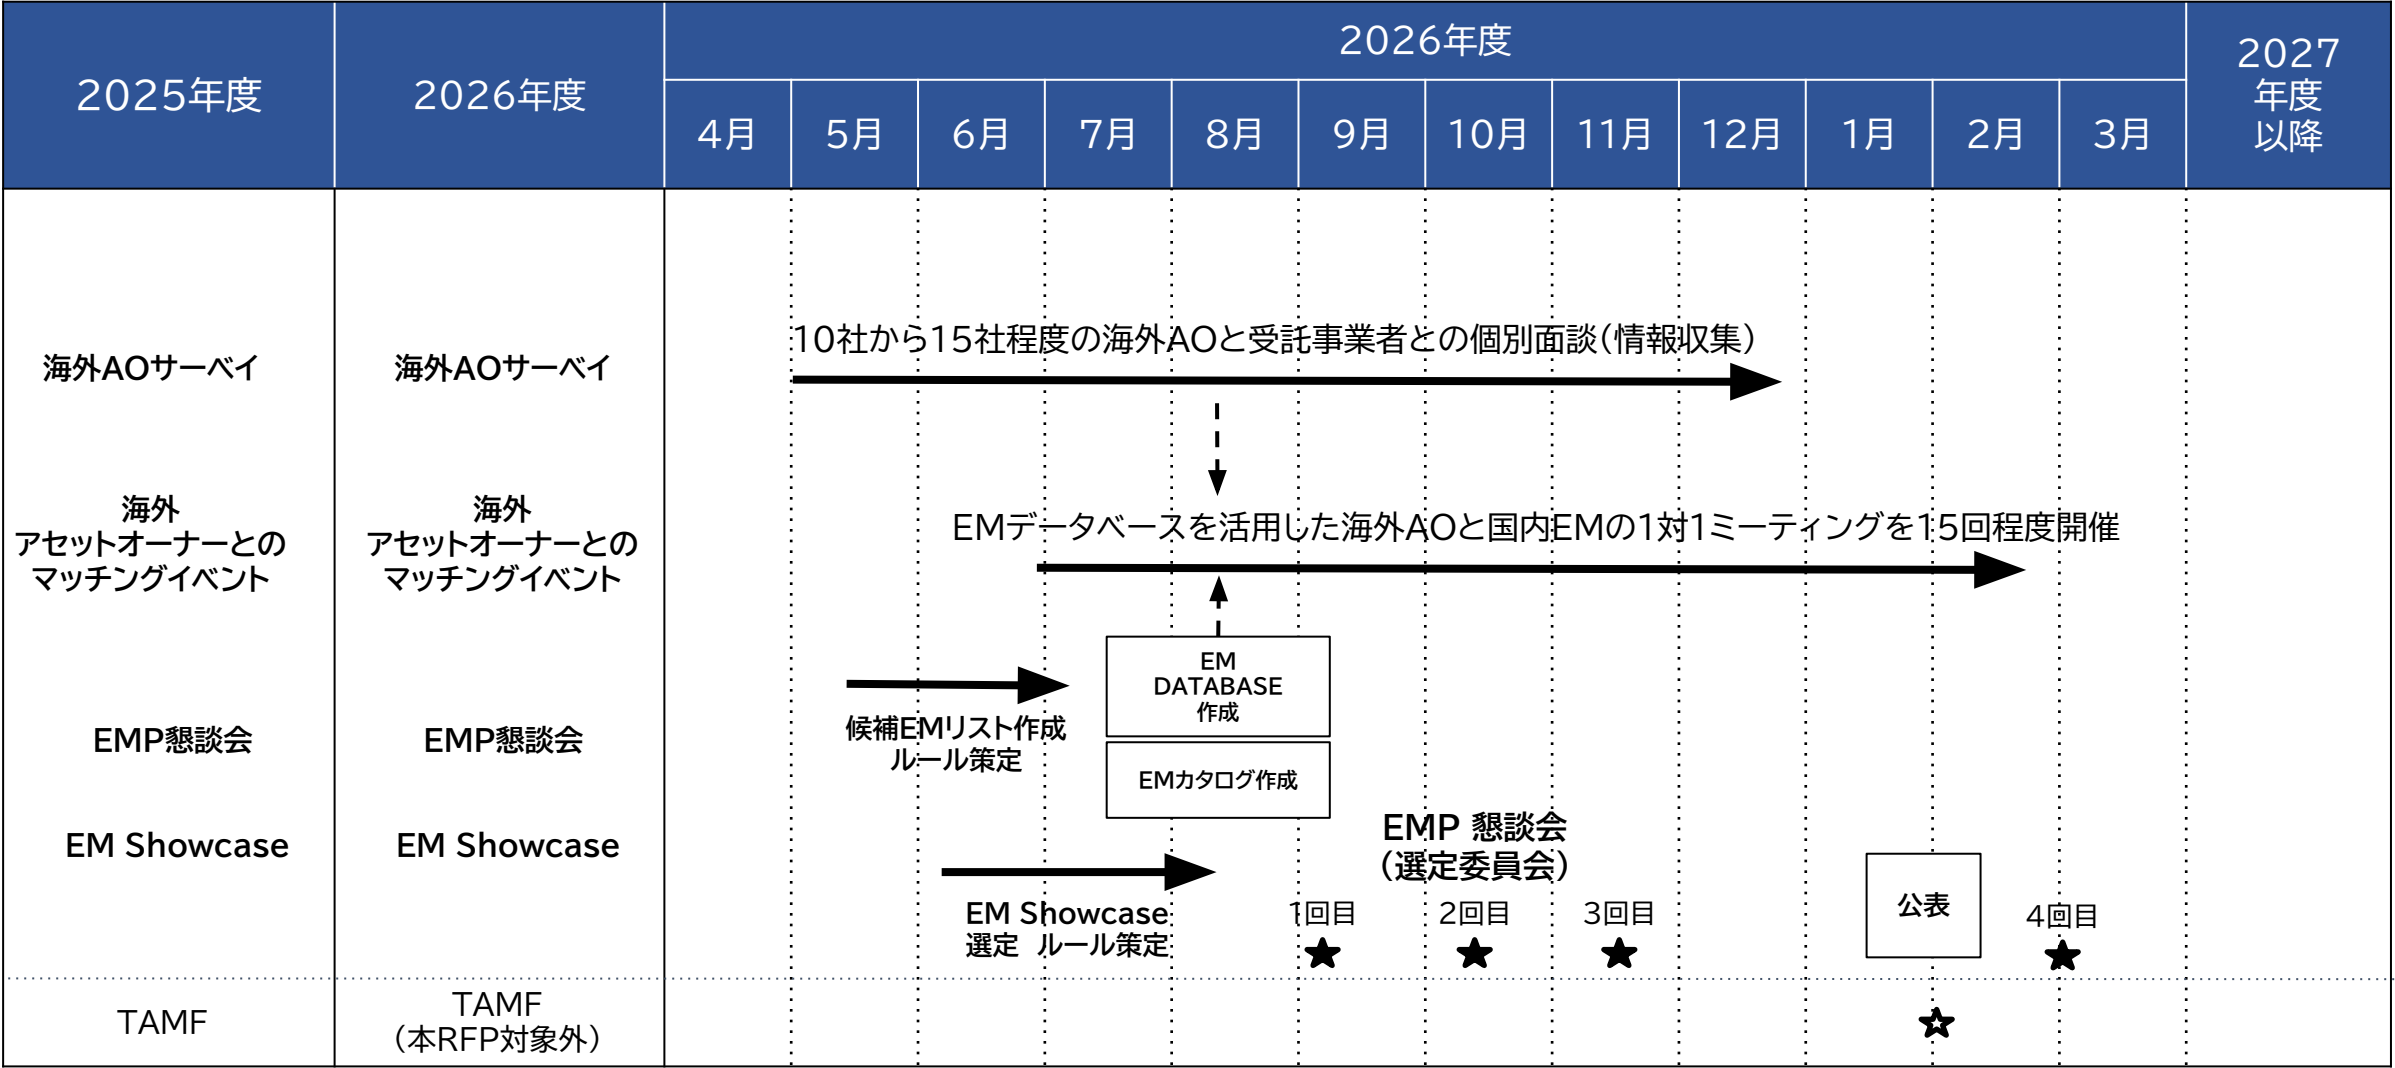 2025年度
2026年度
2026年度
4月
5月
6月
7月
8月
9月
10月
11月
12月
1月
2月
3月
2027
年度
以降
海外AOサーベイ
海外AOサーベイ
10社から15社程度の海外AOと受託事業者との個別面談(情報収集)
海外
アセットオーナーとの
マッチングイベント
海外
アセットオーナーとの
マッチングイベント
EMデータベースを活用した海外AOと国内EMの1対1ミーティングを15回程度開催
EMP懇談会
EMP懇談会
候補EMリスト作成
ルール策定
EM
DATABASE
作成
EMカタログ作成
EM Showcase
EM Showcase
EM Showcase
選定 ルール策定
EMP 懇談会
(選定委員会)
1回目
2回目
3回目
公表
4回目
TAMF
TAMF
(本RFP対象外)